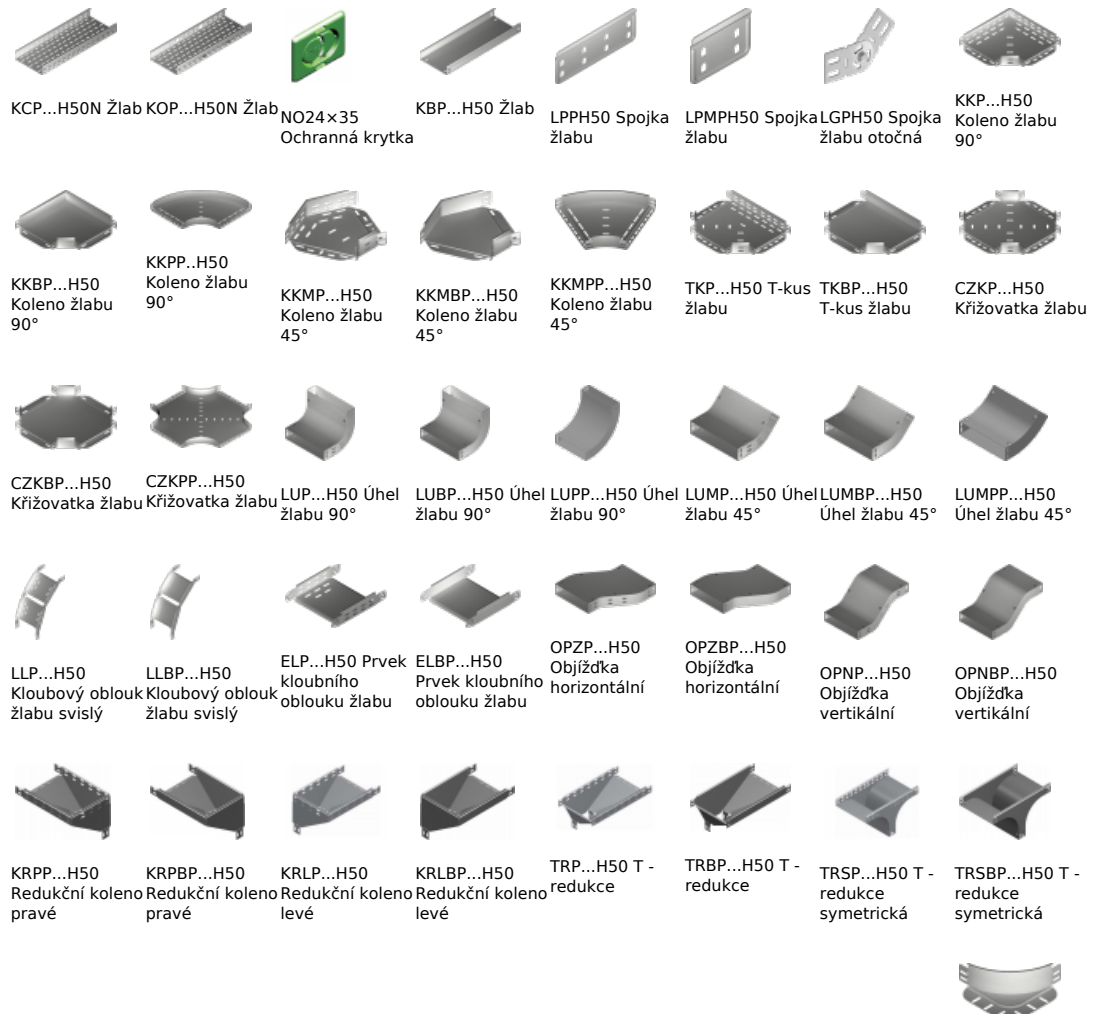 KCP...H50N Žlab
KOP...H50N Žlab
NO24×35
Ochranná krytka
KBP...H50 Žlab
LPPH50 Spojka
žlabu
LPMPH50 Spojka
žlabu
LGPH50 Spojka
žlabu otočná
KKP...H50
Koleno žlabu
90°
KKBP...H50
Koleno žlabu
90°
KKPP..H50
Koleno žlabu
90°
KKMP...H50
Koleno žlabu
45°
KKMBP...H50
Koleno žlabu
45°
KKMPP...H50
Koleno žlabu
45°
TKP...H50 T-kus
žlabu
TKBP...H50
T-kus žlabu
CZKP...H50
Křižovatka žlabu
CZKBP...H50
Křižovatka žlabu
CZKPP...H50
Křižovatka žlabu
LUP...H50 Úhel
žlabu 90°
LUBP...H50 Úhel
žlabu 90°
LUPP...H50 Úhel
žlabu 90°
LUMP...H50 Úhel
žlabu 45°
LUMBP...H50
Úhel žlabu 45°
LUMPP...H50
Úhel žlabu 45°
LLP...H50
Kloubový oblouk
žlabu svislý
LLBP...H50
Kloubový oblouk
žlabu svislý
ELP...H50 Prvek
kloubního
oblouku žlabu
ELBP...H50
Prvek kloubního
oblouku žlabu
OPZP...H50
Objížďka
horizontální
OPZBP...H50
Objížďka
horizontální
OPNP...H50
Objížďka
vertikální
OPNBP...H50
Objížďka
vertikální
KRPP...H50
Redukční koleno
pravé
KRPBP...H50
Redukční koleno
pravé
KRLP...H50
Redukční koleno
levé
KRLBP...H50
Redukční koleno
levé
TRP...H50 T -
redukce
TRBP...H50 T -
redukce
TRSP...H50 T -
redukce
symetrická
TRSBP...H50 T -
redukce
symetrická